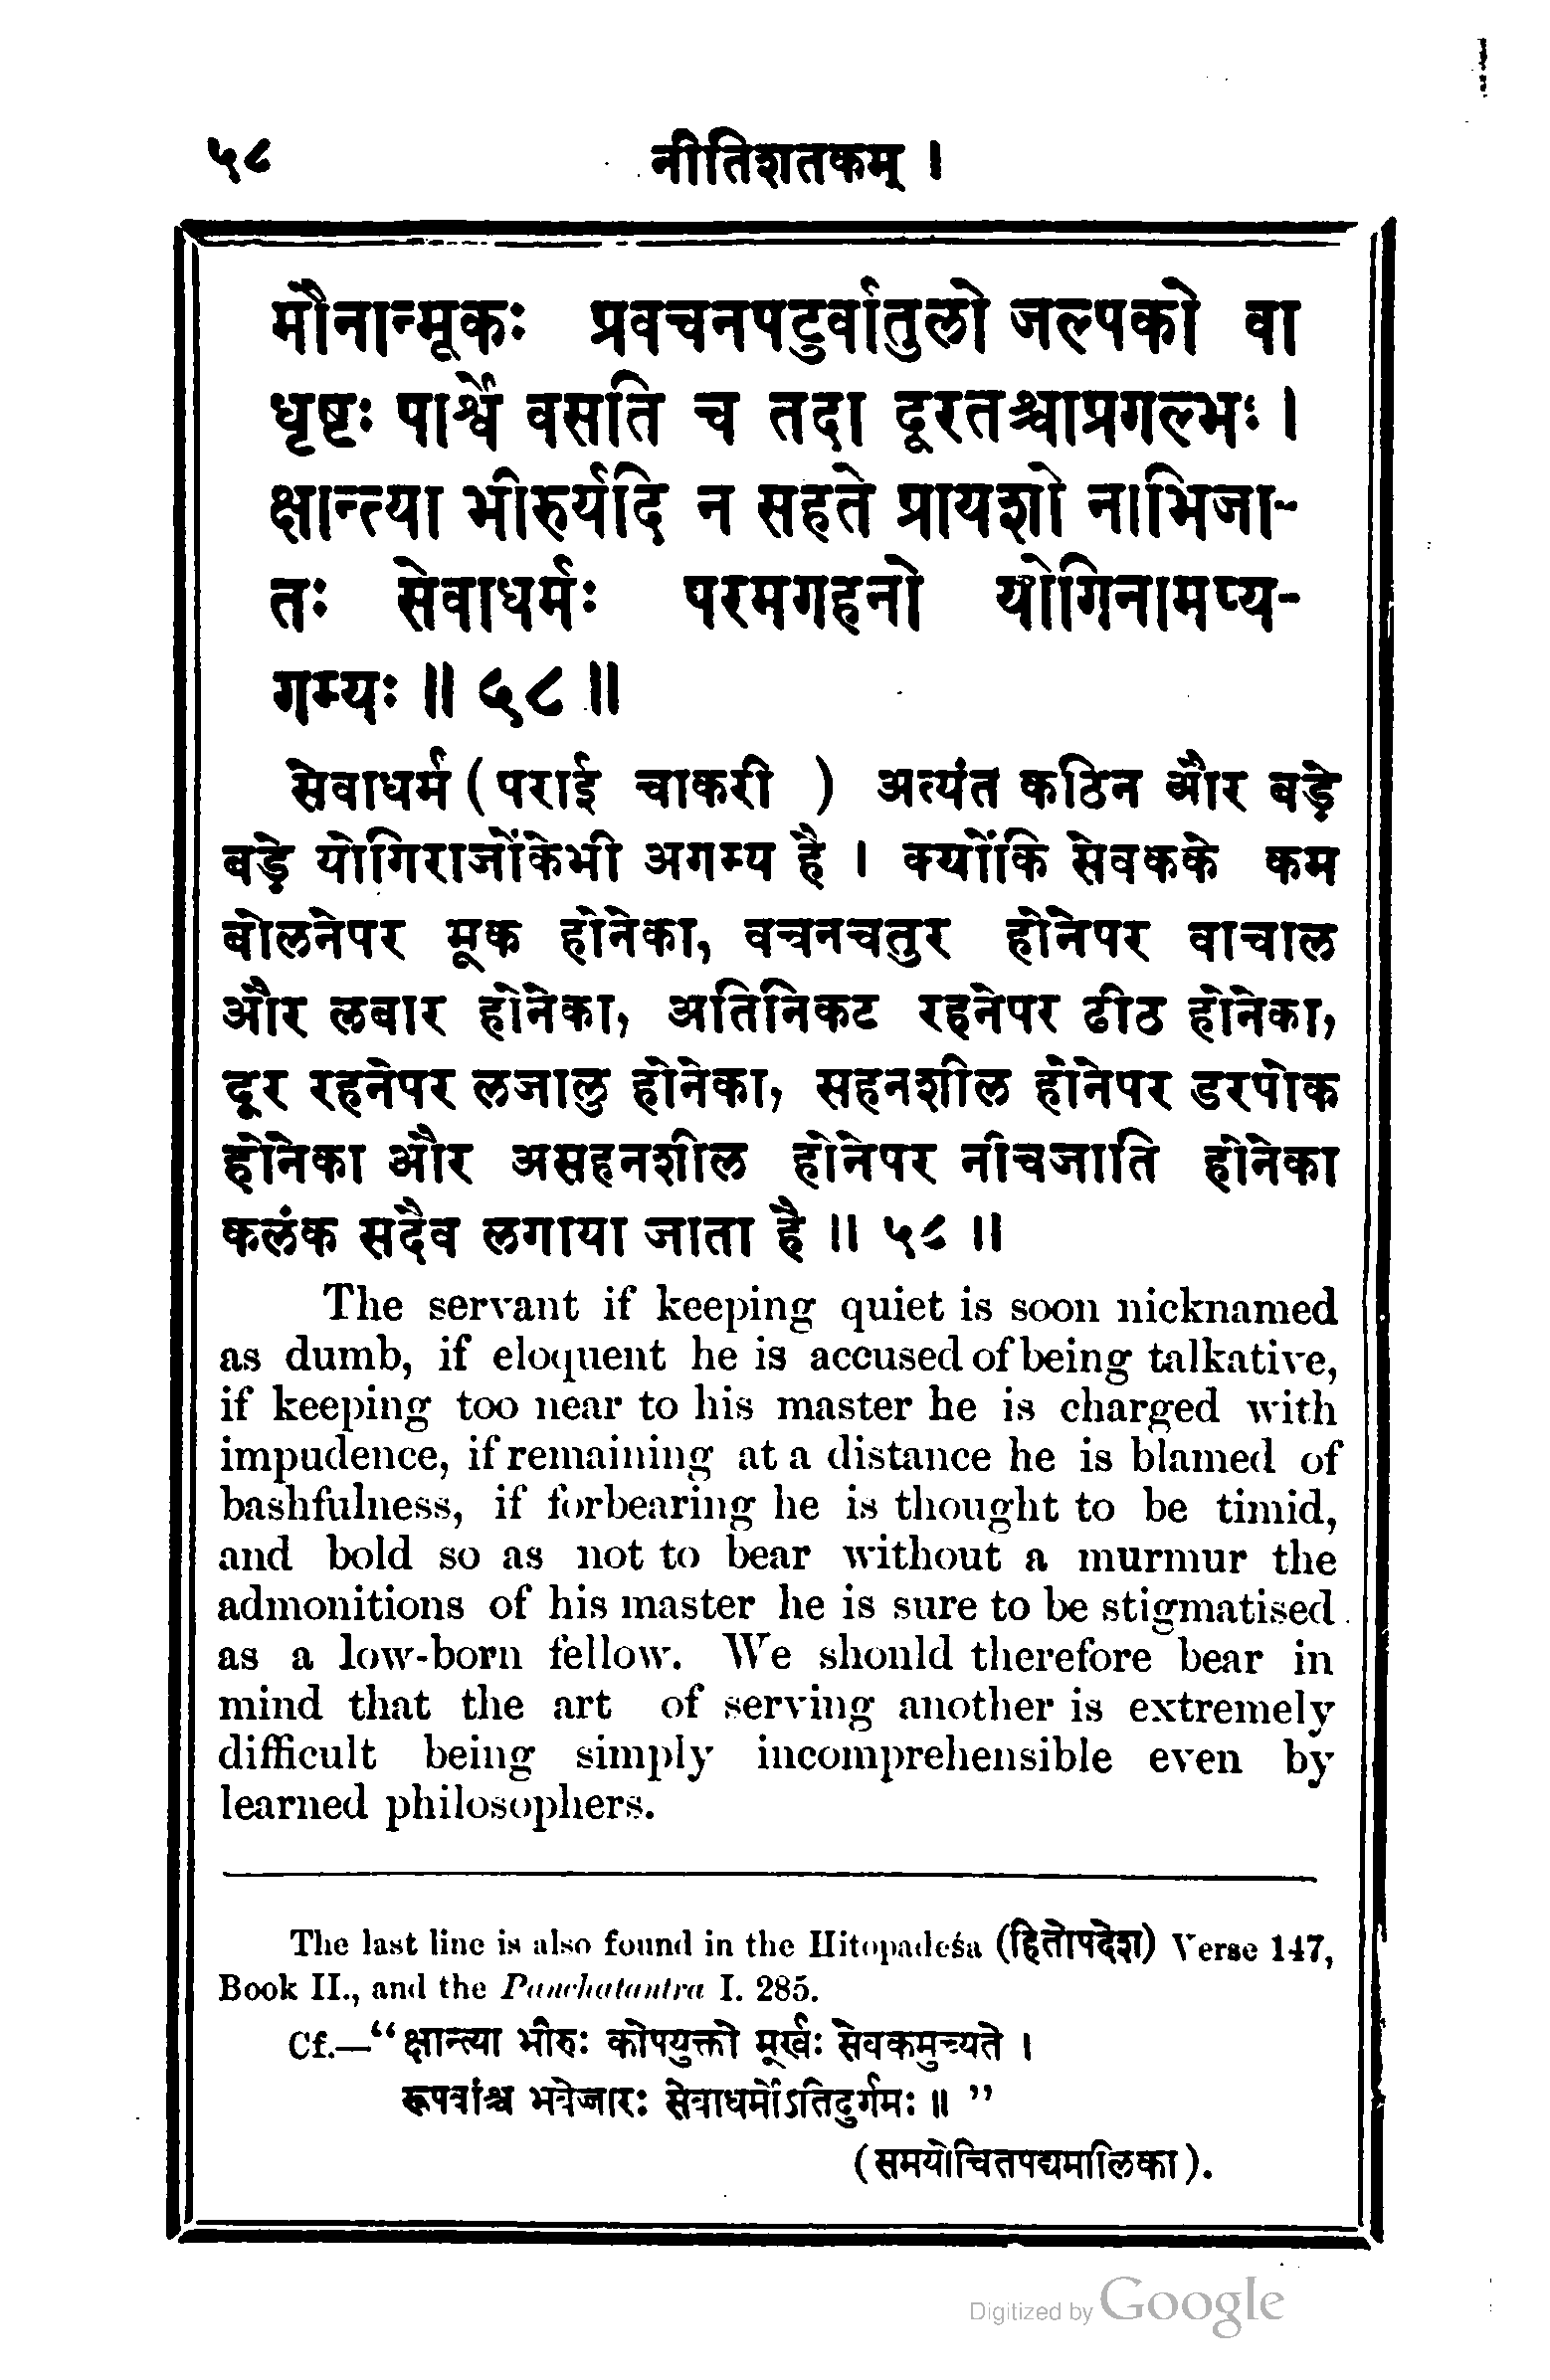 ५८
नीतिशतकम् ।
मौनान्मूकः प्रवचनपटुर्वातुलो जल्पको वा
धृष्टः पार्श्वे वसति च तदा दूरतश्चाप्रगल्भः ।
क्षान्त्या भीरुर्यदि न सहते प्रायशो नाभिजा-
तः सेवाधर्मः परमगहनो योगिनामप्य-
गम्यः ॥ ५८ ॥
सेवाधर्म ( पराई चाकरी ) अत्यंत कठिन और बड़े
बड़े योगिराजोंकेभी अगम्य है । क्योंकि सेवकके कम
बोलनेपर मूक होनेका, वचनचतुर होनेपर वाचाल
और लबार होनेका, अतिनिकट रहनेपर ढीठ होनेका,
दूर रहनेपर लजालु होनेका, सहनशील होनेपर डरपोक
होनेका और असहनशील होनेपर नीचजाति होनेका
कलंक सदैव लगाया जाता है ॥ ५८ ॥
The servant if keeping quiet is soon nicknamed
as dumb, if eloquent he is accused of being talkative,
if keeping too near to his master he is charged with
impudence, if remaining at a distance he is blamed of
bashfulness, if forbearing he is thought to be timid,
and bold so as not to bear without a murmur the
admonitions of his master he is sure to be stigmatised
as a low-born fellow. We should therefore bear in
mind that the art of serving another is extremely
difficult being simply incomprehensible even by
learned philosophers.
The last line is also found in the Hitopadeśa (हितोपदेश) Verse 147,
Book II., and the Panchatantra I. 285.
Cf.—“ क्षान्त्या भीरुः कोपयुक्तो मूर्खः सेवकमुच्यते ।
सेवाधर्मोऽतिदुर्गमः ॥ ”
(समयोचितपद्यमालिका).
Digitized by Google